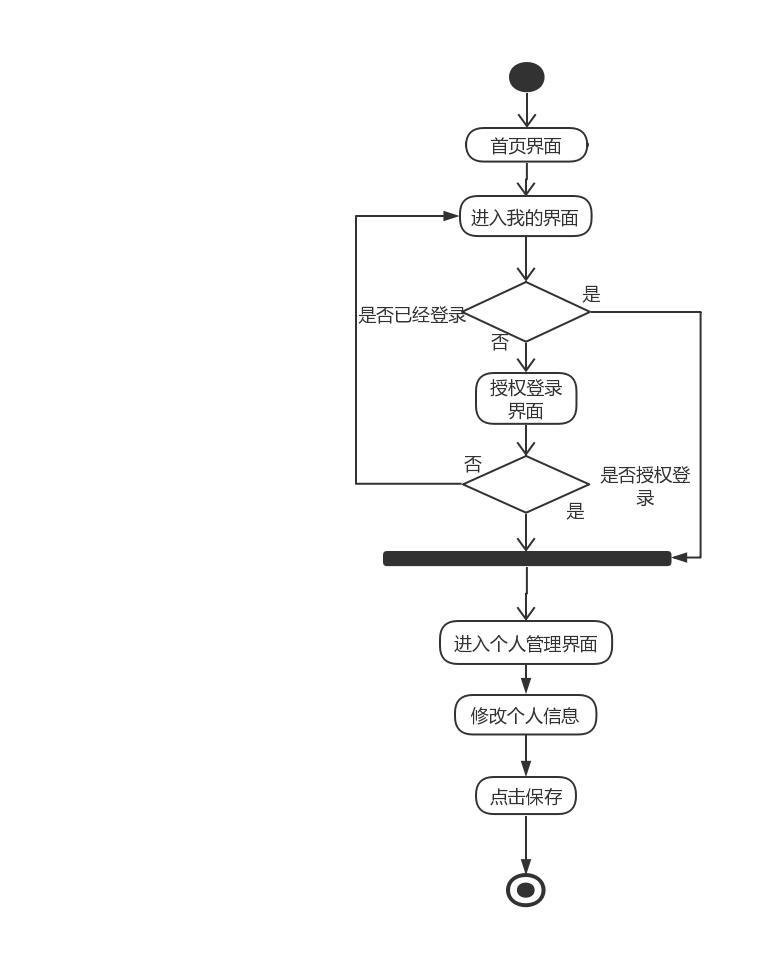 首页界面
进入我的界面
是
是否已经登录
否
授权登录
界面
否
是否授权登
录
是
进入个人管理界面
修改个人信息
点击保存